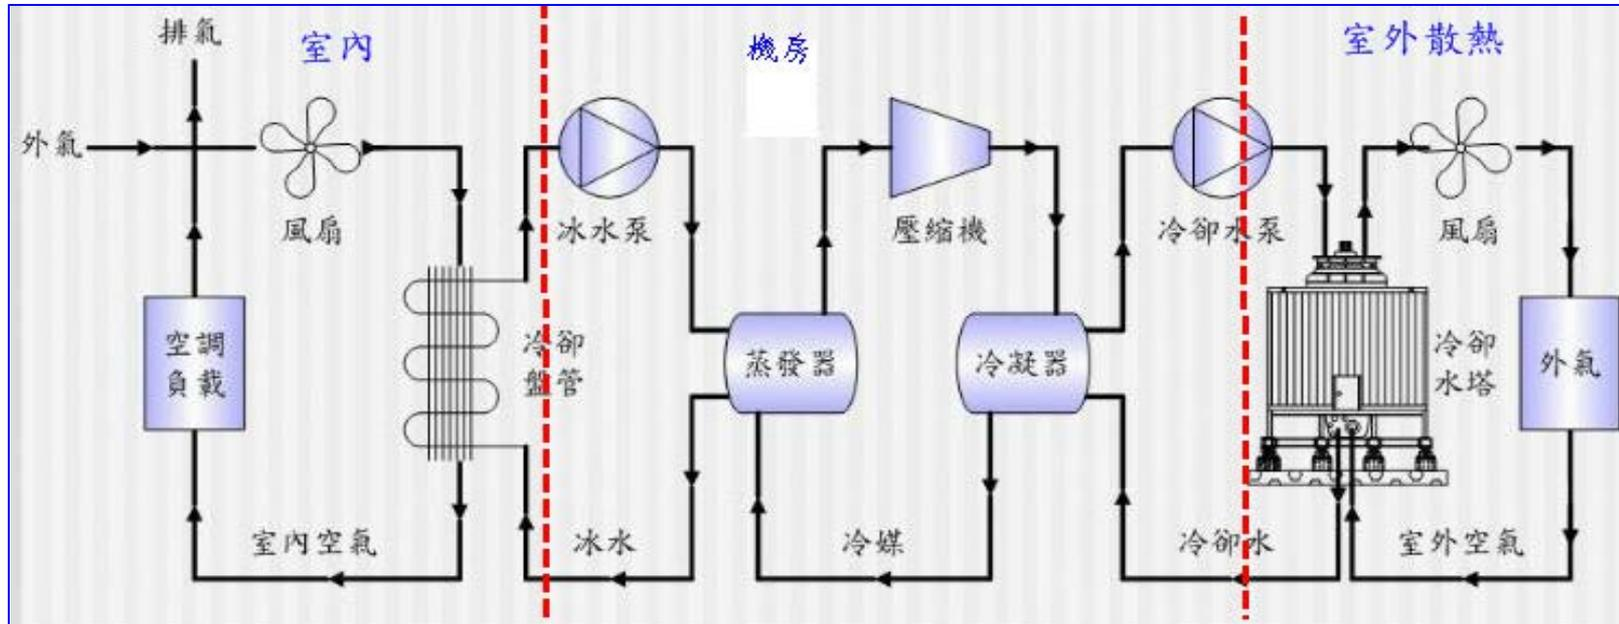 排氣
室內
機房
室外散熱
外氣
風扇
冰水泵
壓縮機
冷卻水泵
風扇
空調
負載
冷卻
盤管
蒸發器
冷凝器
冷卻
水塔
外氣
室內空氣
冰水
冷媒
冷卻水
室外空氣